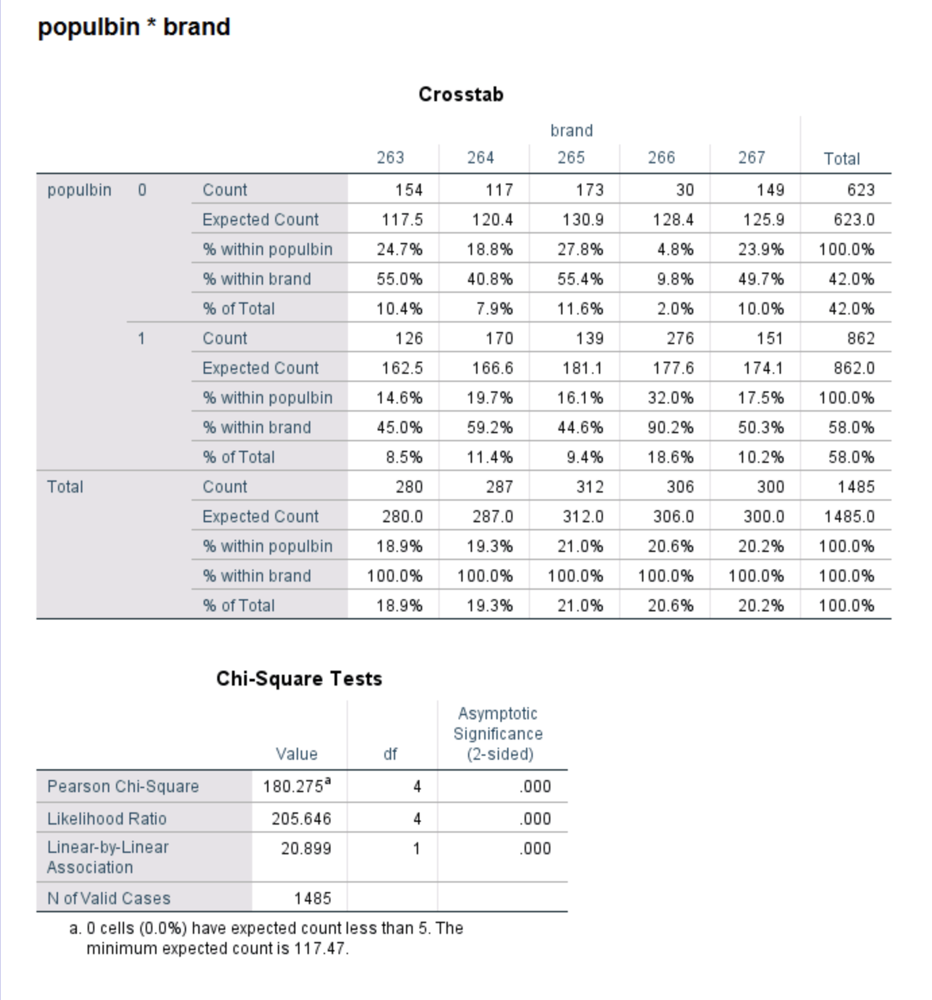 populbin * brand
Crosstab
brand
263 264 265 266 267 Total
populbin 0 Count 154 117 173 30 149 623
Expected Count 117.5 120.4 130.9 128.4 125.9 623.0
% within populbin 24.7% 18.8% 27.8% 4.8% 23.9% 100.0%
% within brand 55.0% 40.8% 55.4% 9.8% 49.7% 42.0%
% of Total 10.4% 7.9% 11.6% 2.0% 10.0% 42.0%
1 Count 126 170 139 276 151 862
Expected Count 162.5 166.6 181.1 177.6 174.1 862.0
% within populbin 14.6% 19.7% 16.1% 32.0% 17.5% 100.0%
% within brand 45.0% 59.2% 44.6% 90.2% 50.3% 58.0%
% of Total 8.5% 11.4% 9.4% 18.6% 10.2% 58.0%
Total Count 280 287 312 306 300 1485
Expected Count 280.0 287.0 312.0 306.0 300.0 1485.0
% within populbin 18.9% 19.3% 21.0% 20.6% 20.2% 100.0%
% within brand 100.0% 100.0% 100.0% 100.0% 100.0% 100.0%
% of Total 18.9% 19.3% 21.0% 20.6% 20.2% 100.0%
Chi-Square Tests
Asymptotic
Significance
Value df (2-sided)
Pearson Chi-Square 180.275ª 4 .000
Likelihood Ratio 205.646 4 .000
Linear-by-Linear 20.899 1 .000
Association
N of Valid Cases 1485
a. 0 cells (0.0%) have expected count less than 5. The
minimum expected count is 117.47.